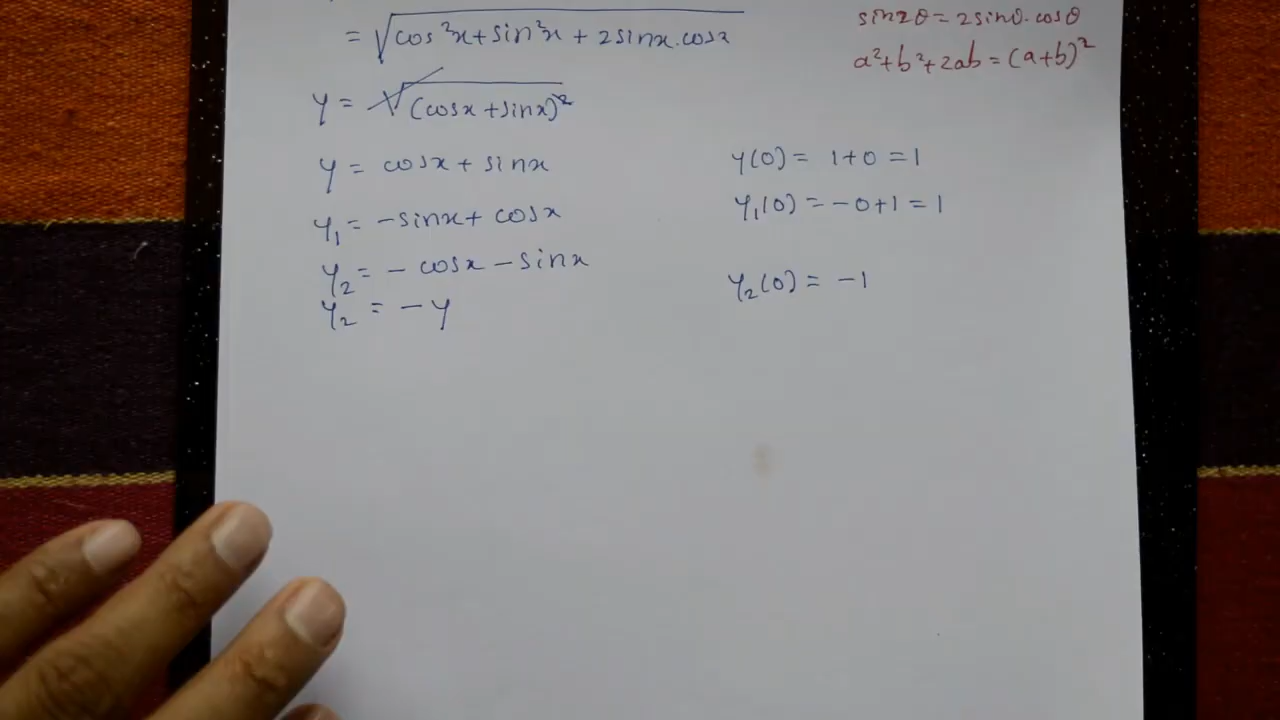 = √cos²x+sin²x + 2sinx.cosx
sin2θ = 2sinθ.cosθ
a²+b²+2ab = (a+b)²
y = √(cosx+sinx)²
y = cosx + sinx
y(0) = 1+0 = 1
y₁ = -sinx + cosx
y₁(0) = -0+1 = 1
y₂ = - cosx - sinx
y₂(0) = -1
y₂ = -y